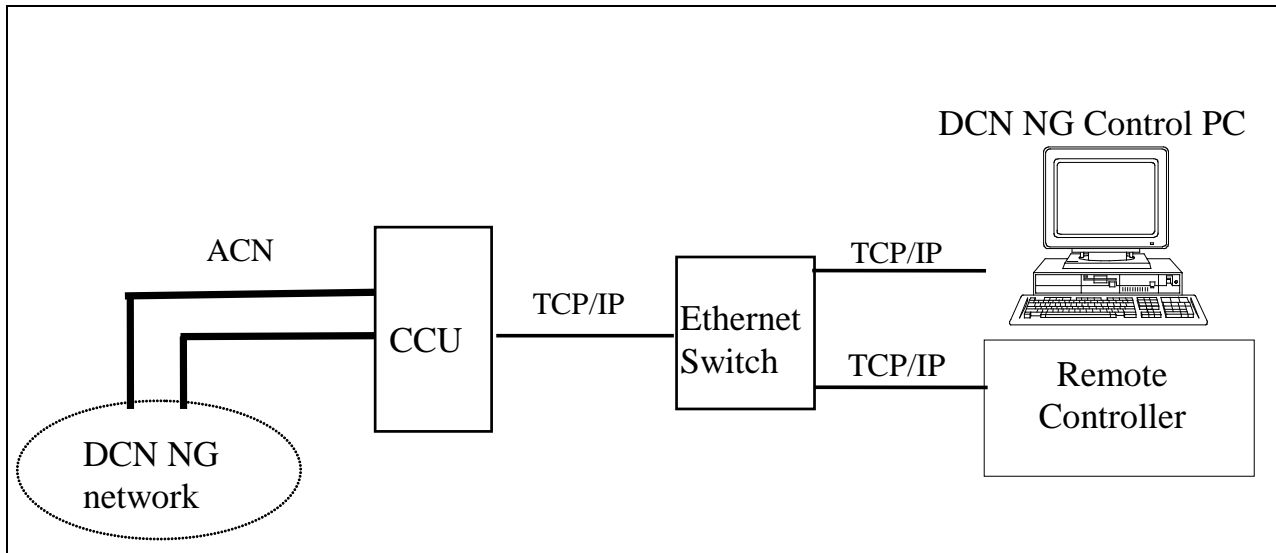 DCN NG Control PC
ACN
TCP/IP
TCP/IP
CCU
Ethernet
Switch
TCP/IP
Remote
Controller
DCN NG
network